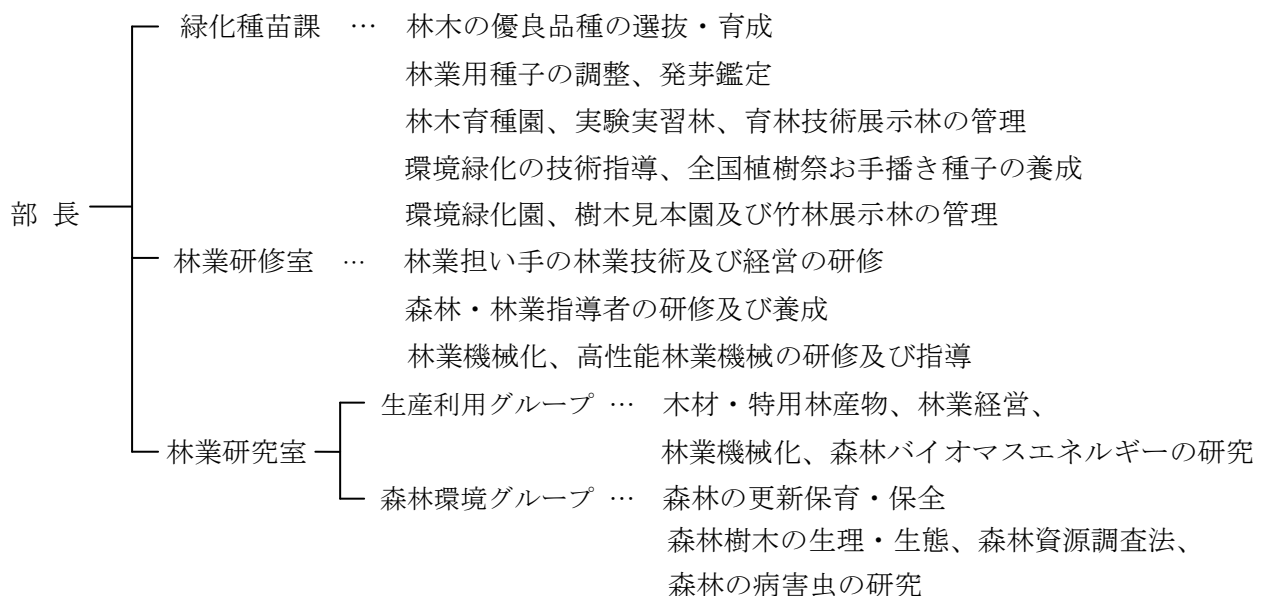 緑化種苗課 … 林木の優良品種の選抜・育成
林業用種子の調整、発芽鑑定
林木育種園、実験実習林、育林技術展示林の管理
環境緑化の技術指導、全国植樹祭お手播き種子の養成
部 長
環境緑化園、樹木見本園及び竹林展示林の管理
林業研修室 … 林業担い手の林業技術及び経営の研修
森林・林業指導者の研修及び養成
林業機械化、高性能林業機械の研修及び指導
生産利用グループ … 木材・特用林産物、林業経営、
林業研究室
林業機械化、森林バイオマスエネルギーの研究
森林環境グループ … 森林の更新保育・保全
森林樹木の生理・生態、森林資源調査法、
森林の病害虫の研究